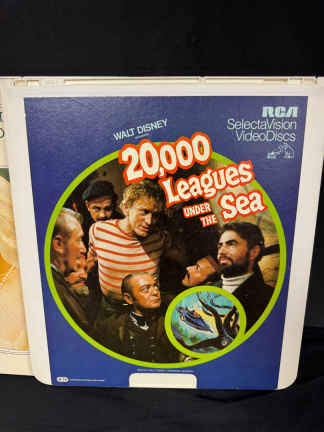 RCA
SelectaVision
VideoDiscs
WALT DISNEY
20,000
Leagues
UNDER
THE
Sea